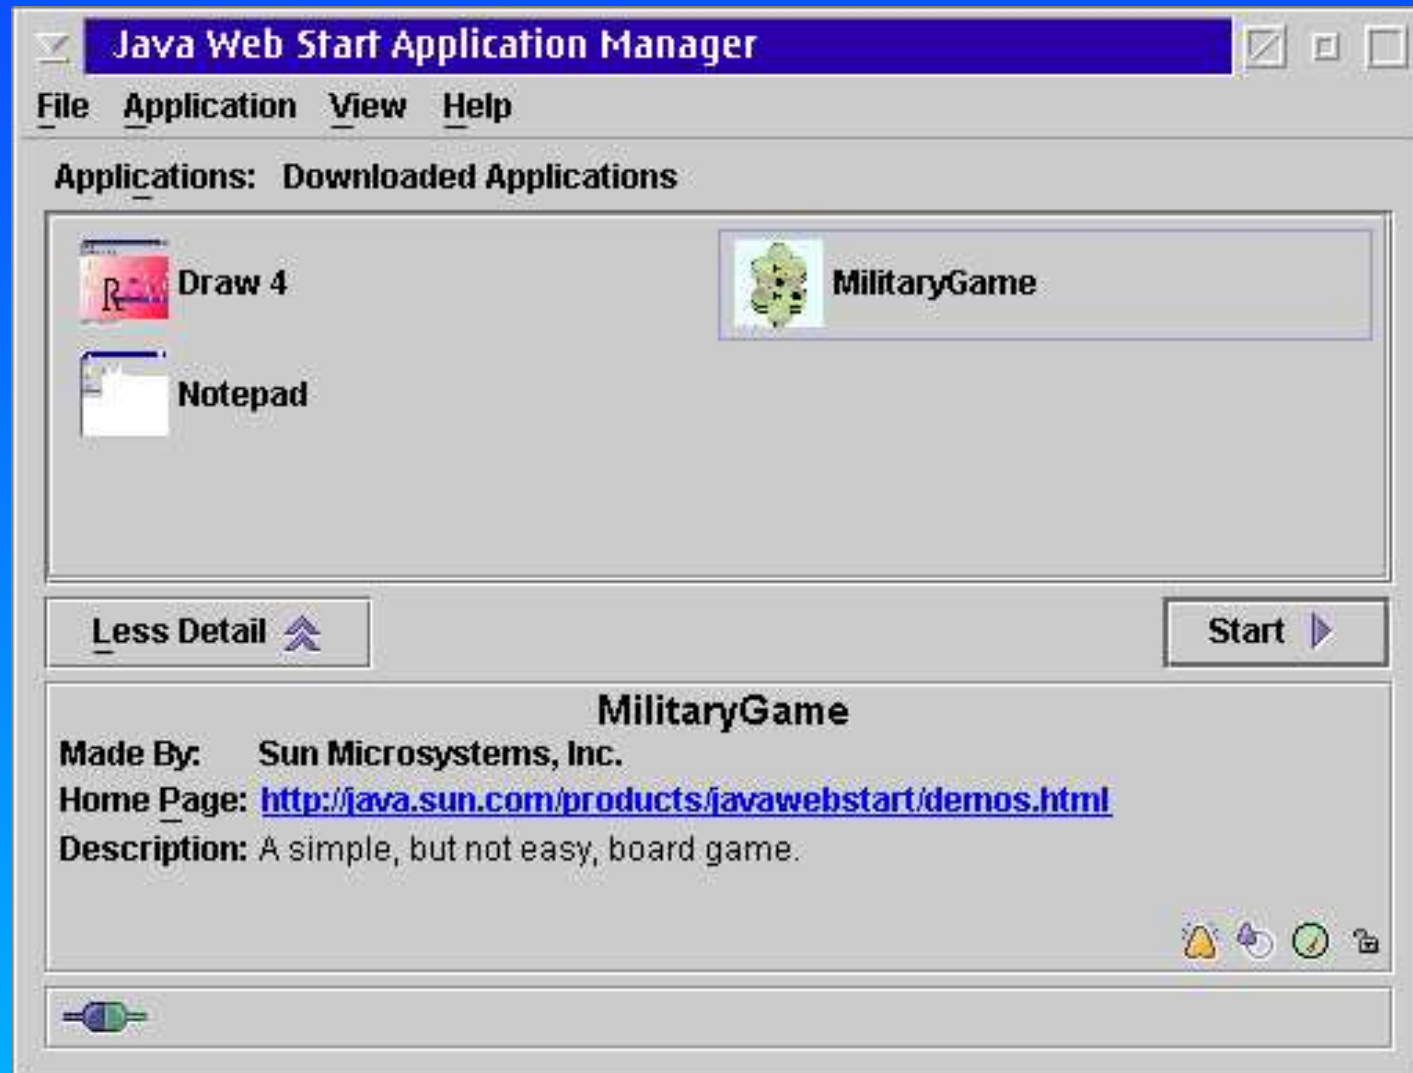 Java Web Start Application Manager
File Application View Help
Applications: Downloaded Applications
Draw 4
MilitaryGame
Notepad
Less Detail
Start
MilitaryGame
Made By: Sun Microsystems, Inc.
Home Page: http://java.sun.com/products/javawebstart/demos.html
Description: A simple, but not easy, board game.